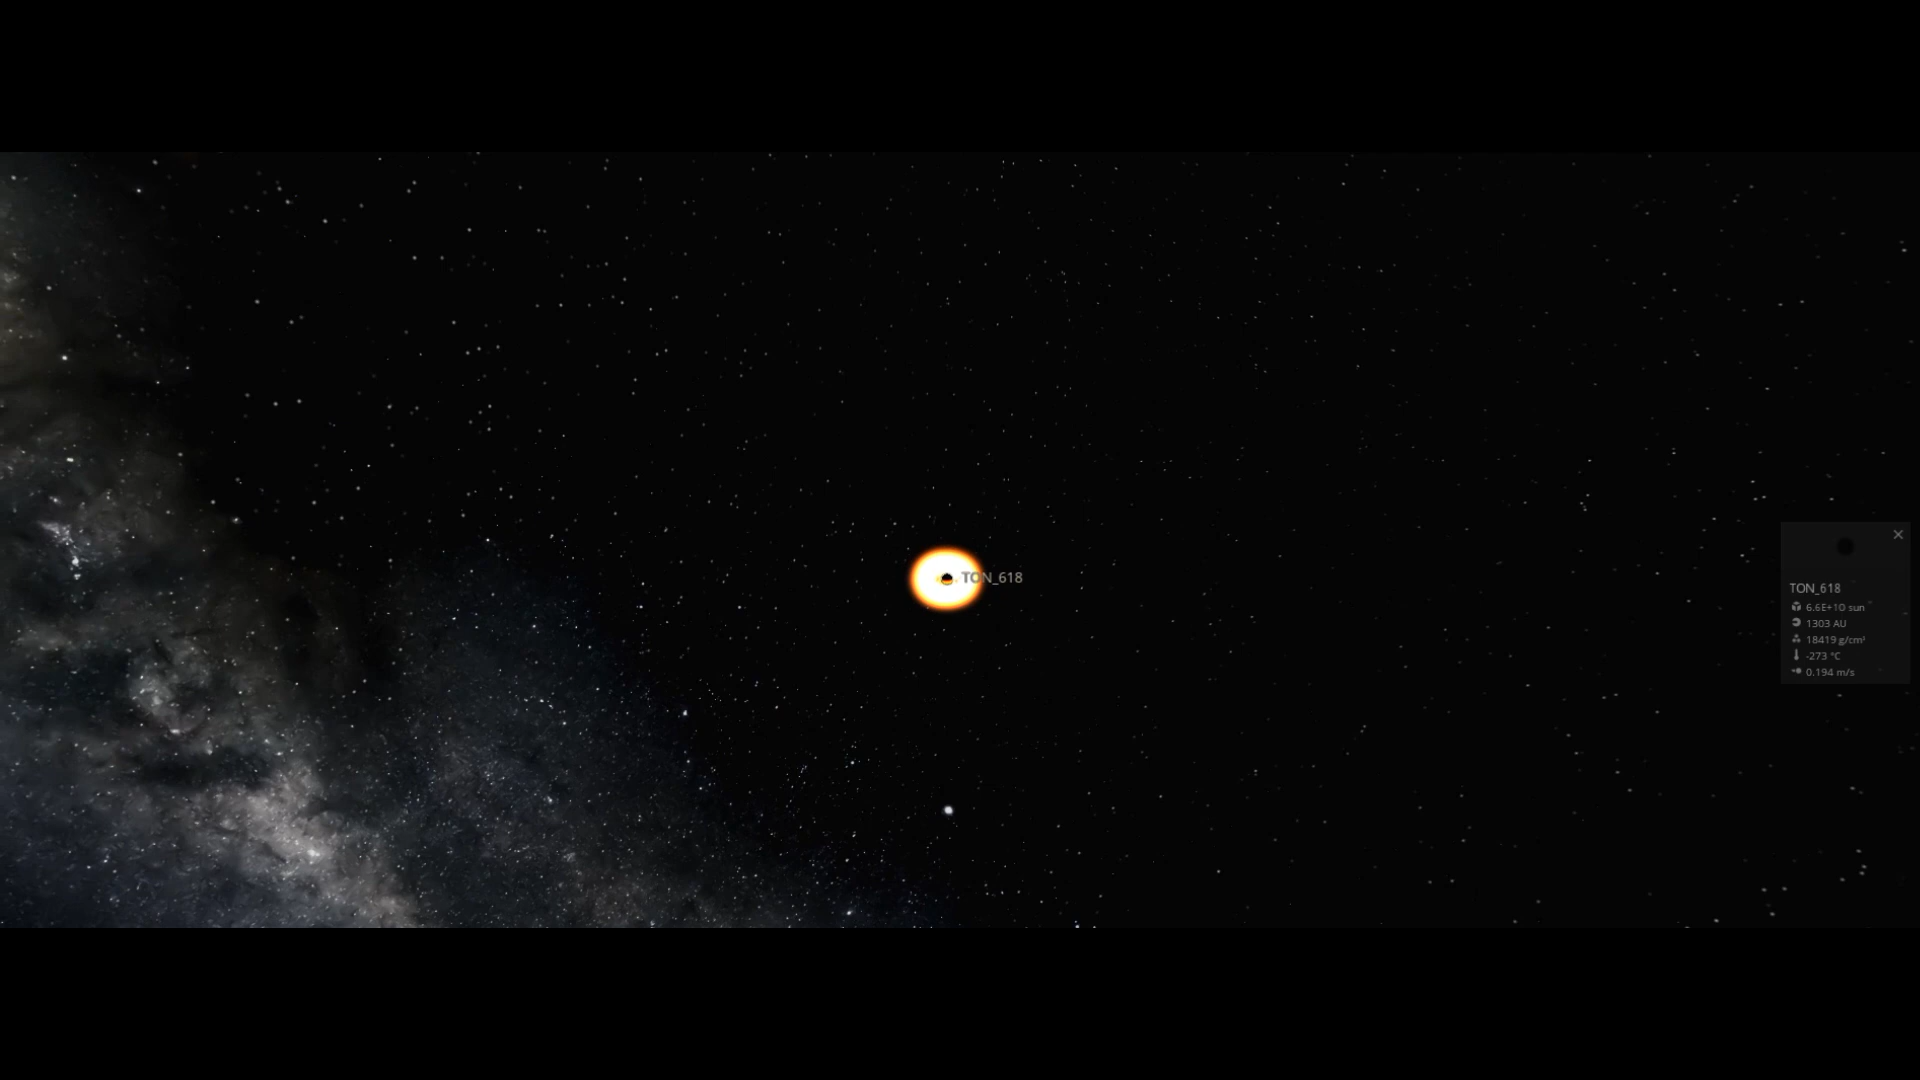 TON_618
TON_618
6.6E+10 sun
1303 AU
18419 g/cm³
-273 °C
0.194 m/s